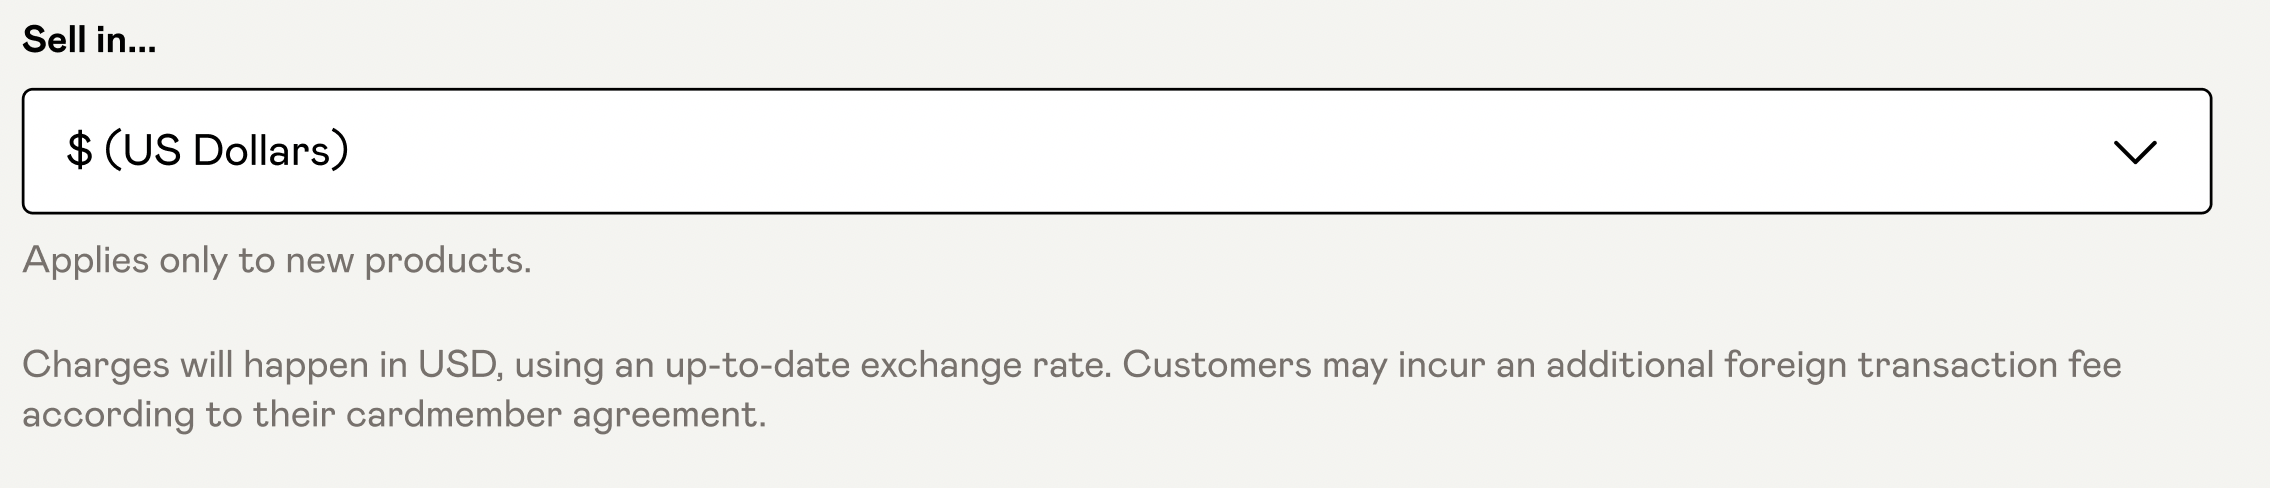 Sell in...
$ (US Dollars)
Applies only to new products.
Charges will happen in USD, using an up-to-date exchange rate. Customers may incur an additional foreign transaction fee
according to their cardmember agreement.